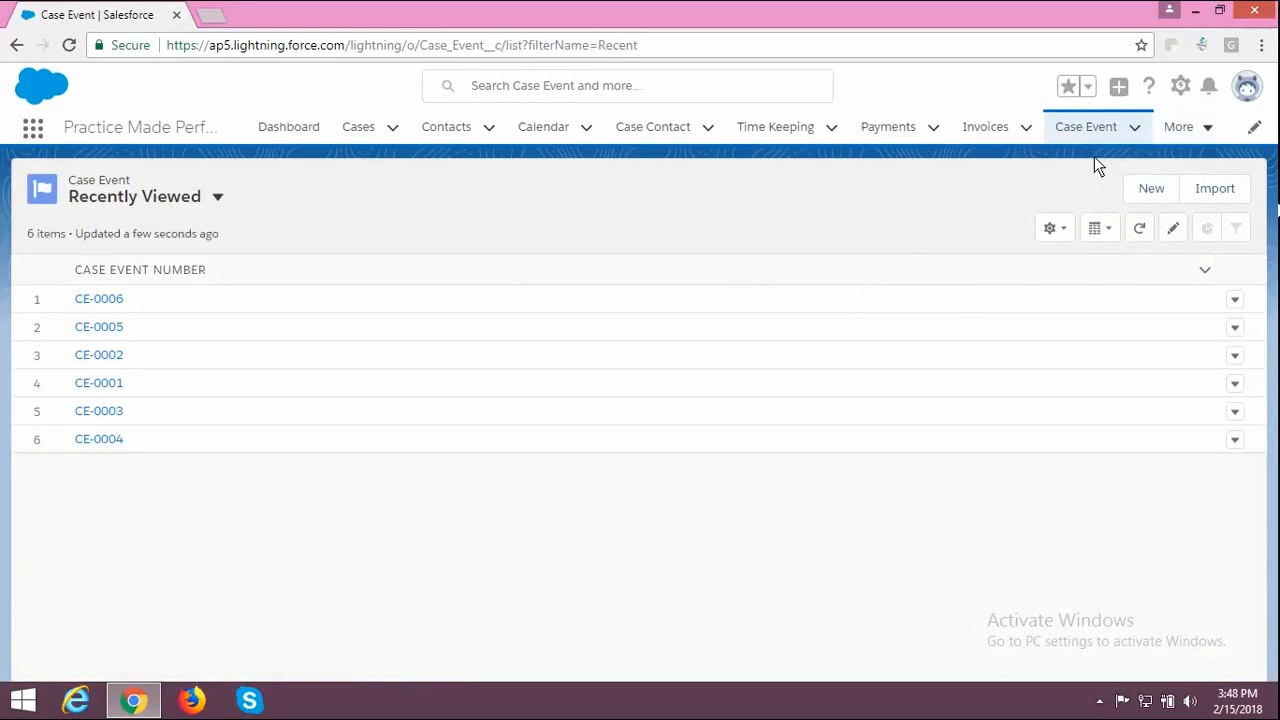 Case Event | Salesforce
Secure https://ap5.lightning.force.com/lightning/o/Case_Event__c/list?filterName=Recent
Search Case Event and more...
Practice Made Perf... Dashboard Cases Contacts Calendar Case Contact Time Keeping Payments Invoices Case Event More
Case Event
Recently Viewed
New Import
6 items • Updated a few seconds ago
CASE EVENT NUMBER
1 CE-0006
2 CE-0005
3 CE-0002
4 CE-0001
5 CE-0003
6 CE-0004
Activate Windows
Go to PC settings to activate Windows.
3:48 PM
2/15/2018